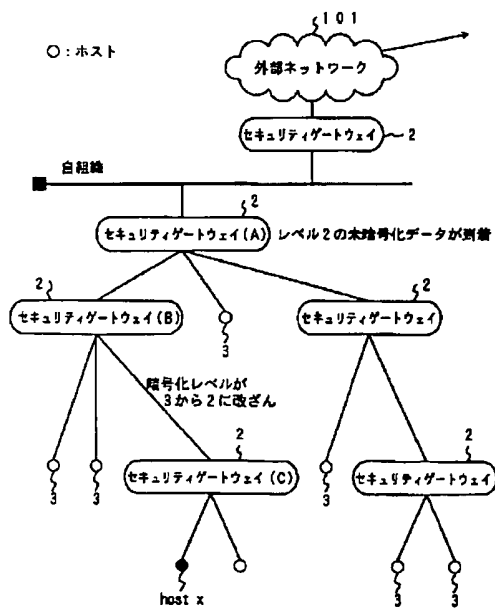 101
○:ホスト
外部ネットワーク
セキュリティゲートウェイ
2
自組織
2
セキュリティゲートウェイ(A)
レベル2の未暗号化データが到着
2
セキュリティゲートウェイ(B)
3
2
セキュリティゲートウェイ
暗号化レベルが
3から2に改ざん
3
3
2
セキュリティゲートウェイ(C)
3
2
セキュリティゲートウェイ
host x
3
3